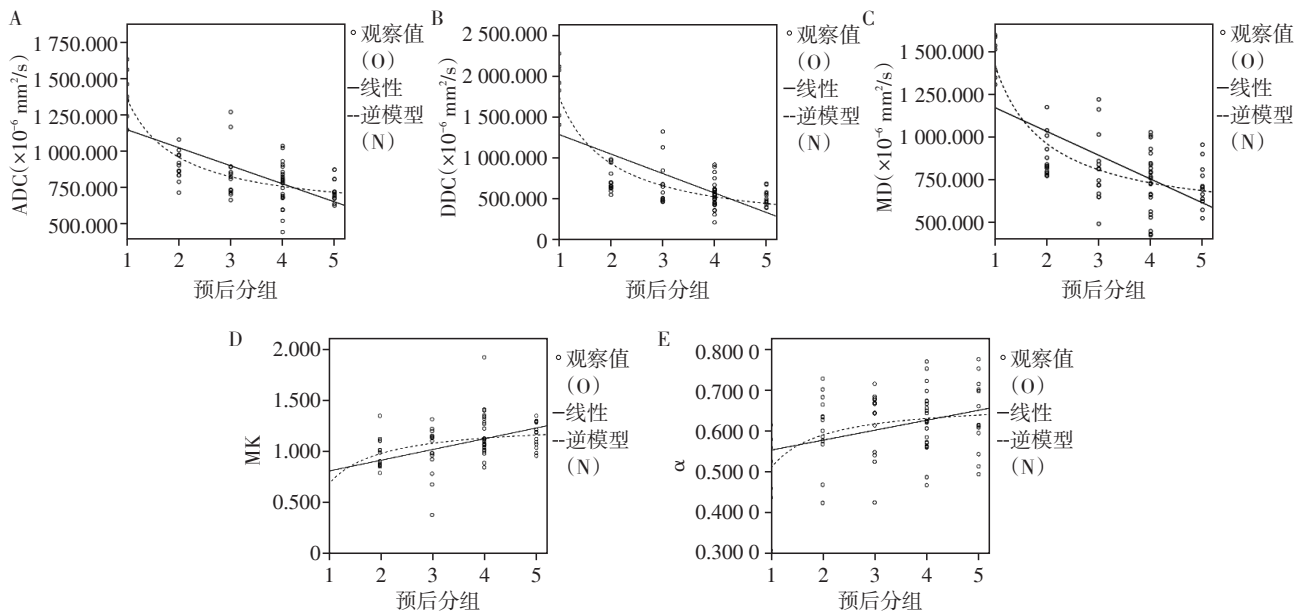 A
ADC(×10⁻⁶ mm²/s)
1 750.000
1 500.000
1 250.000
1 000.000
750.000
500.000
1 2 3 4 5
预后分组
○观察值
(O)
—线性
--逆模型
(N)
B
DDC(×10⁻⁶ mm²/s)
2 500.000
2 000.000
1 500.000
1 000.000
500.000
0
1 2 3 4 5
预后分组
○观察值
(O)
—线性
--逆模型
(N)
C
MD(×10⁻⁶ mm²/s)
1 500.000
1 250.000
1 000.000
750.000
500.000
1 2 3 4 5
预后分组
○观察值
(O)
—线性
--逆模型
(N)
D
MK
2.000
1.500
1.000
0.500
0
1 2 3 4 5
预后分组
○观察值
(O)
—线性
--逆模型
(N)
E
α
0.800 0
0.700 0
0.600 0
0.500 0
0.400 0
0.300 0
1 2 3 4 5
预后分组
○观察值
(O)
—线性
--逆模型
(N)